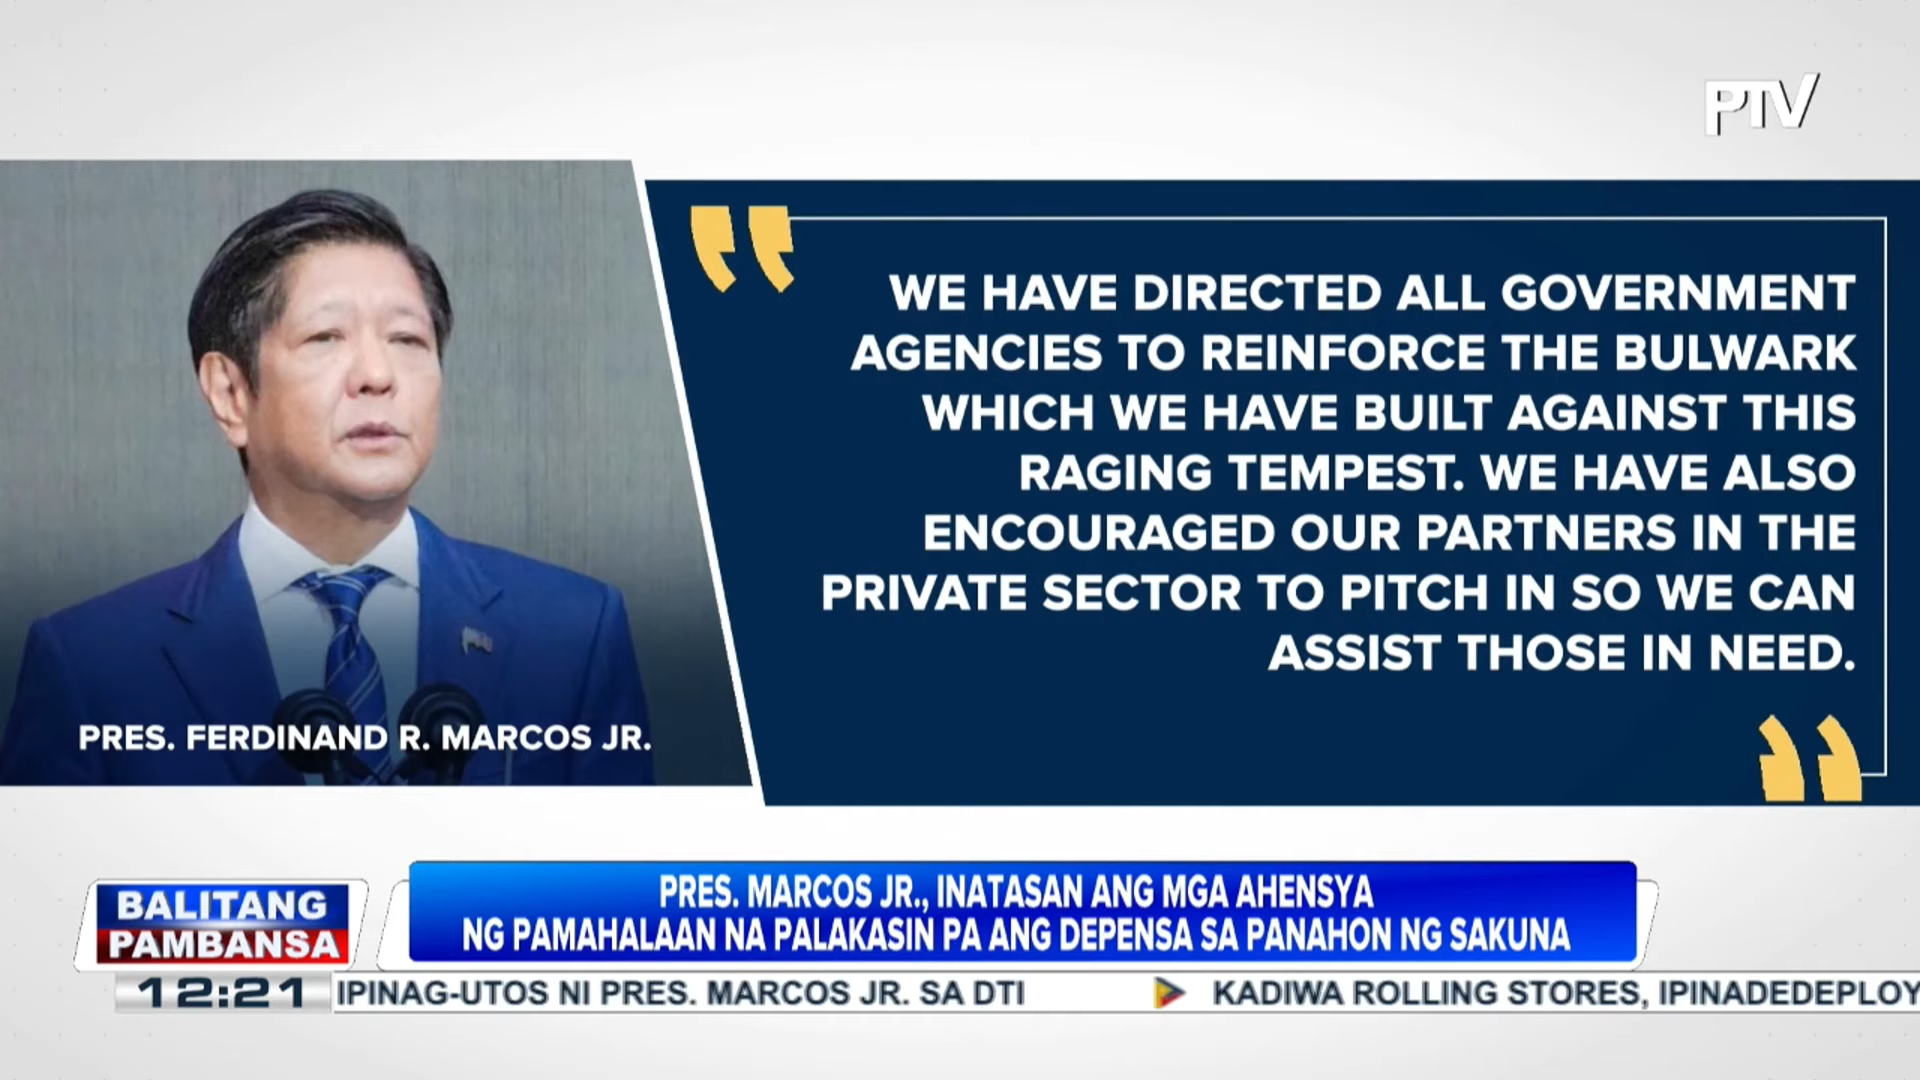 PTV
WE HAVE DIRECTED ALL GOVERNMENT
AGENCIES TO REINFORCE THE BULWARK
WHICH WE HAVE BUILT AGAINST THIS
RAGING TEMPEST. WE HAVE ALSO
ENCOURAGED OUR PARTNERS IN THE
PRIVATE SECTOR TO PITCH IN SO WE CAN
ASSIST THOSE IN NEED.
PRES. FERDINAND R. MARCOS JR.
BALITANG
PAMBANSA
PRES. MARCOS JR., INATASAN ANG MGA AHENSYA
NG PAMAHALAAN NA PALAKASIN PA ANG DEPENSA SA PANAHON NG SAKUNA
12:21
IPINAG-UTOS NI PRES. MARCOS JR. SA DTI
KADIWA ROLLING STORES, IPINADEDEPLOY